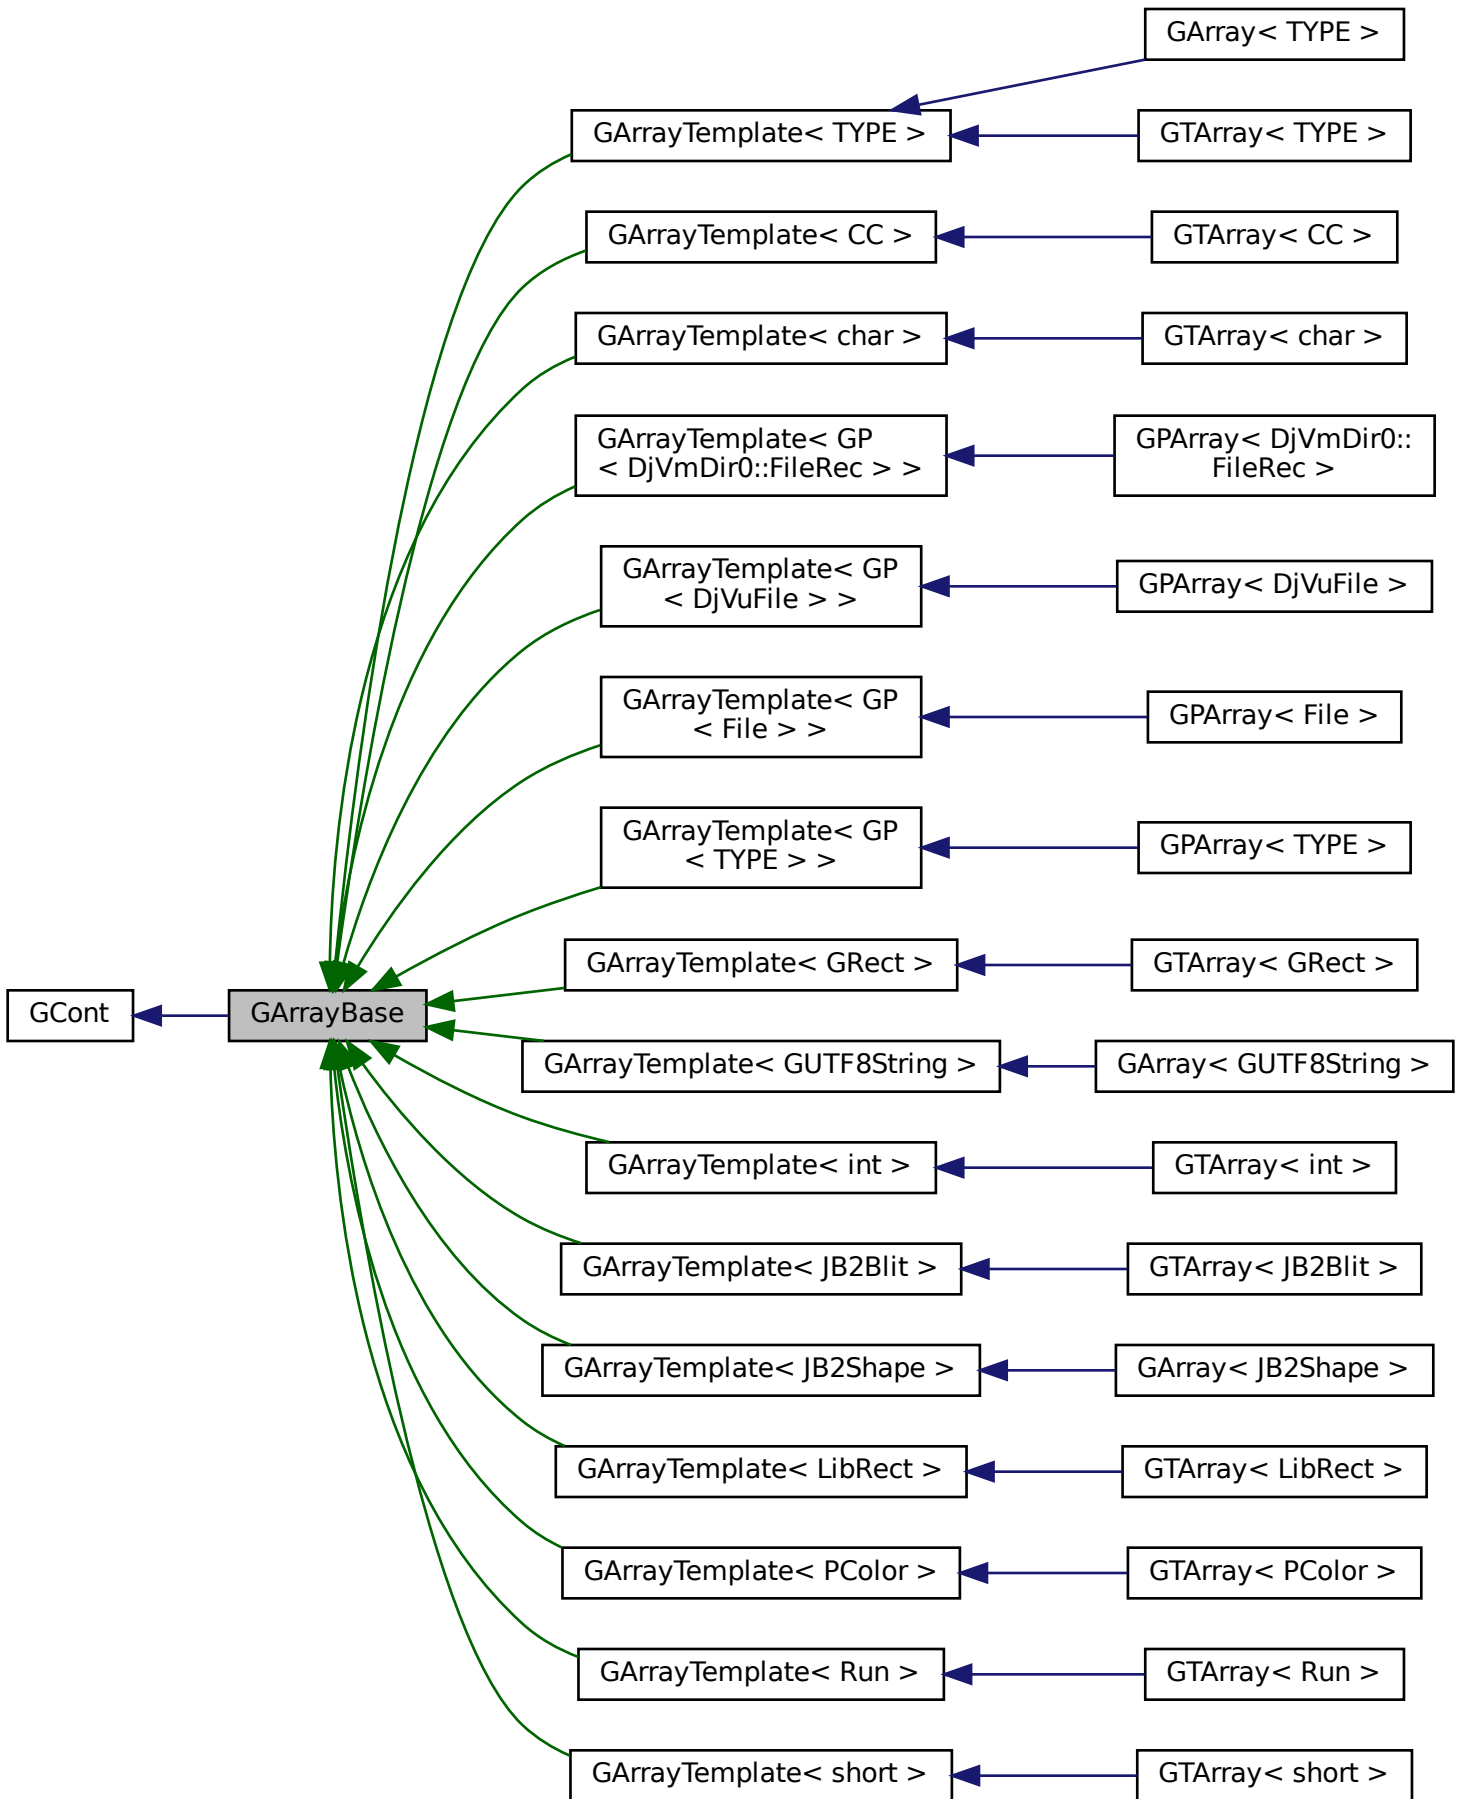 GArray< TYPE >
GArrayTemplate< TYPE >
GTArray< TYPE >
GArrayTemplate< CC >
GTArray< CC >
GArrayTemplate< char >
GTArray< char >
GArrayTemplate< GP
< DjVmDir0::FileRec > >
GPArray< DjVmDir0::
FileRec >
GArrayTemplate< GP
< DjVuFile > >
GPArray< DjVuFile >
GArrayTemplate< GP
< File > >
GPArray< File >
GArrayTemplate< GP
< TYPE > >
GPArray< TYPE >
GArrayTemplate< GRect >
GTArray< GRect >
GCont
GArrayBase
GArrayTemplate< GUTF8String >
GArray< GUTF8String >
GArrayTemplate< int >
GTArray< int >
GArrayTemplate< JB2Blit >
GTArray< JB2Blit >
GArrayTemplate< JB2Shape >
GArray< JB2Shape >
GArrayTemplate< LibRect >
GTArray< LibRect >
GArrayTemplate< PColor >
GTArray< PColor >
GArrayTemplate< Run >
GTArray< Run >
GArrayTemplate< short >
GTArray< short >